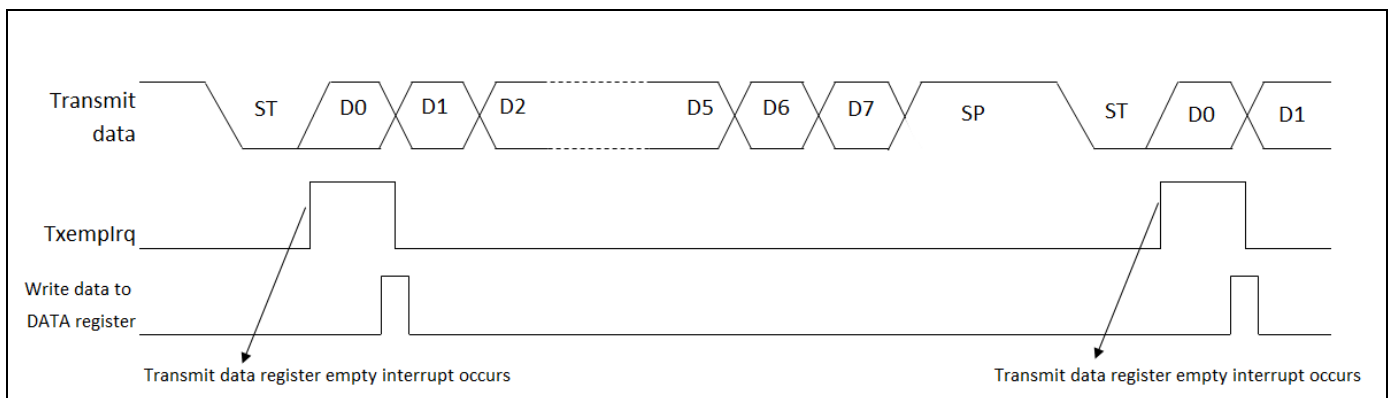 Transmit
data
ST D0 D1 D2 D5 D6 D7 SP ST D0 D1
TxempIrq
Write data to
DATA register
Transmit data register empty interrupt occurs
Transmit data register empty interrupt occurs